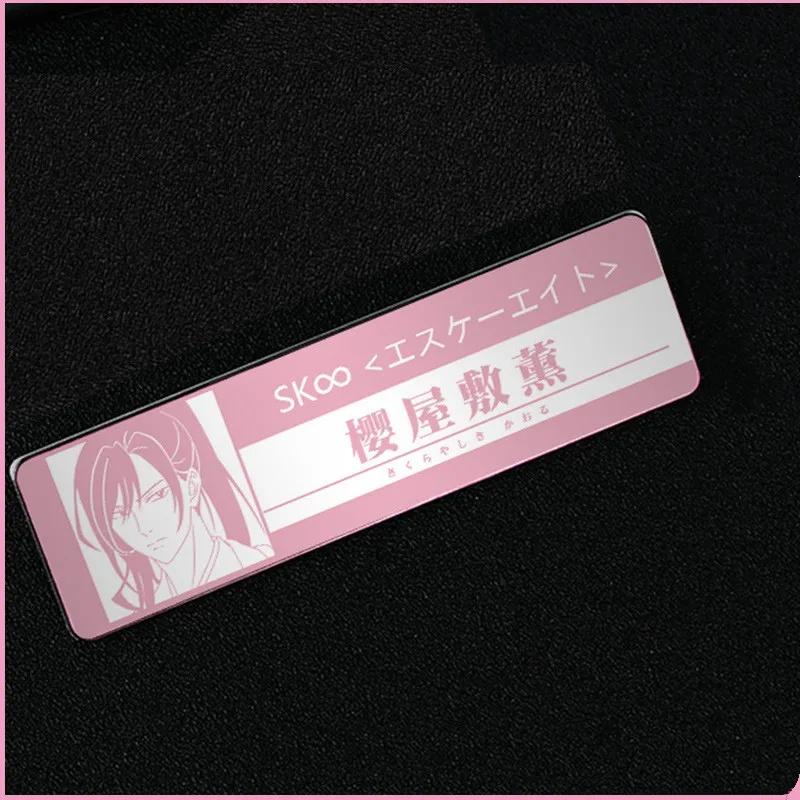 SK∞ <エスケーエイト>
樱屋敷薫
さくらやしき かおる